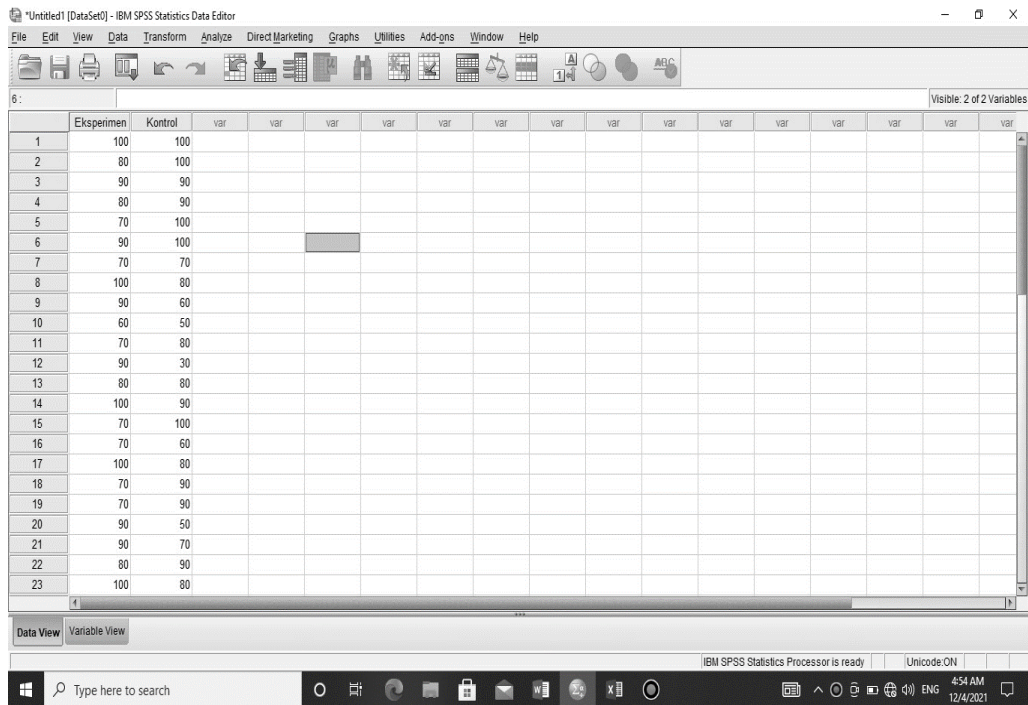 *Untitled1 [DataSet0] - IBM SPSS Statistics Data Editor
File Edit View Data Transform Analyze Direct Marketing Graphs Utilities Add-ons Window Help
6 : Visible: 2 of 2 Variables
Eksperimen Kontrol var var var var var var var var var var var var var var var
1 100 100
2 80 100
3 90 90
4 80 90
5 70 100
6 90 100
7 70 70
8 100 80
9 90 60
10 60 50
11 70 80
12 90 30
13 80 80
14 100 90
15 70 100
16 70 60
17 100 80
18 70 90
19 70 90
20 90 50
21 90 70
22 80 90
23 100 80
Data View Variable View
IBM SPSS Statistics Processor is ready Unicode:ON
Type here to search ENG 4:54 AM
12/4/2021